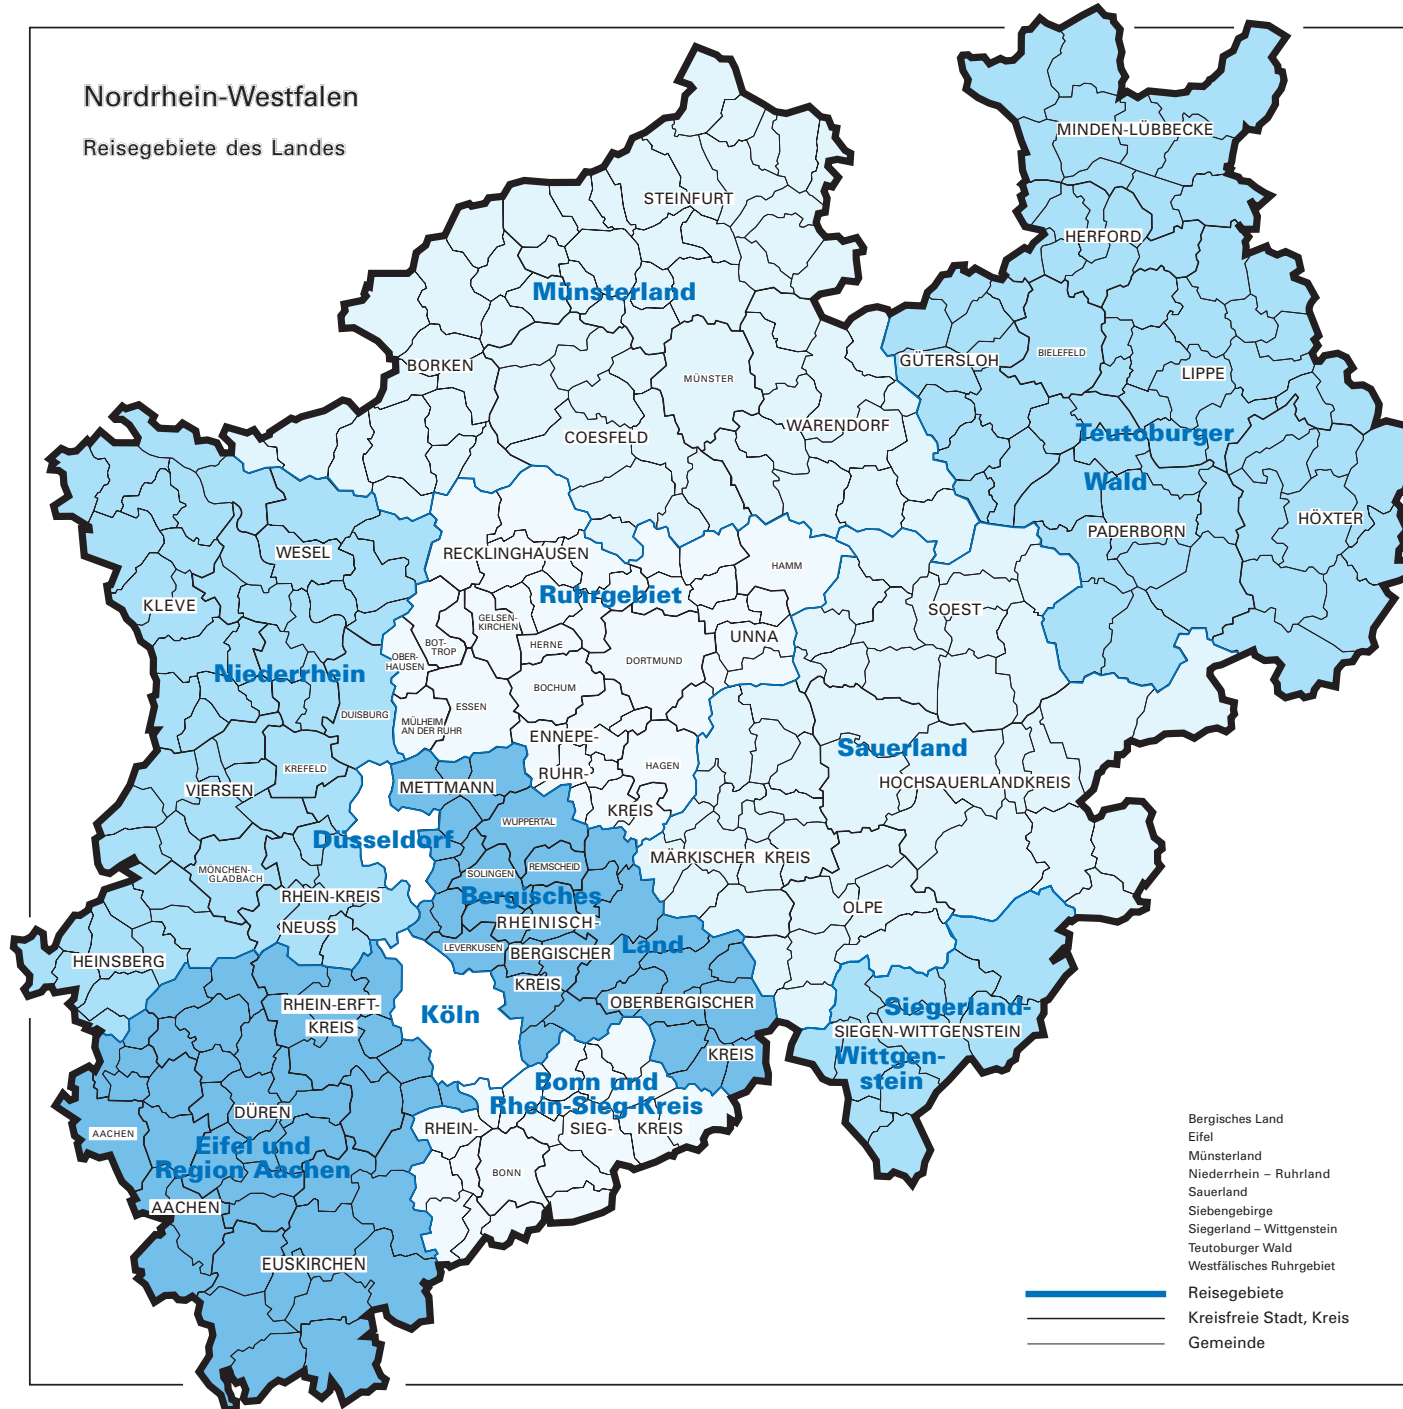 Nordrhein-Westfalen
Reisegebiete des Landes
MINDEN-LÜBBECKE
STEINFURT
HERFORD
Münsterland
BIELEFELD
GÜTERSLOH
BORKEN
LIPPE
MÜNSTER
WARENDORF
COESFELD
Teutoburger
Wald
HÖXTER
PADERBORN
WESEL
RECKLINGHAUSEN
HAMM
Ruhrgebiet
KLEVE
SOEST
GELSEN-
KIRCHEN
UNNA
BOT-
TROP
HERNE
OBER-
HAUSEN
DORTMUND
Niederrhein
BOCHUM
ESSEN
DUISBURG
MÜLHEIM
AN DER RUHR
ENNEPE-
RUHR-
KREIS
Sauerland
HAGEN
KREFELD
HOCHSAUERLANDKREIS
METTMANN
VIERSEN
WUPPERTAL
Düsseldorf
MÄRKISCHER KREIS
REMSCHEID
SOLINGEN
MÖNCHEN-
GLADBACH
Bergisches
Land
RHEIN-KREIS
NEUSS
OLPE
RHEINISCH-
BERGISCHER
KREIS
LEVERKUSEN
HEINSBERG
RHEIN-ERFT-
KREIS
OBERBERGISCHER
KREIS
Köln
Siegerland-
Wittgen-
stein
SIEGEN-WITTGENSTEIN
Bonn und
Rhein-Sieg-Kreis
DÜREN
RHEIN-
SIEG-
KREIS
AACHEN
Eifel und
Region Aachen
BONN
AACHEN
EUSKIRCHEN
Bergisches Land
Eifel
Münsterland
Niederrhein – Ruhrland
Sauerland
Siebengebirge
Siegerland – Wittgenstein
Teutoburger Wald
Westfälisches Ruhrgebiet
Reisegebiete
Kreisfreie Stadt, Kreis
Gemeinde